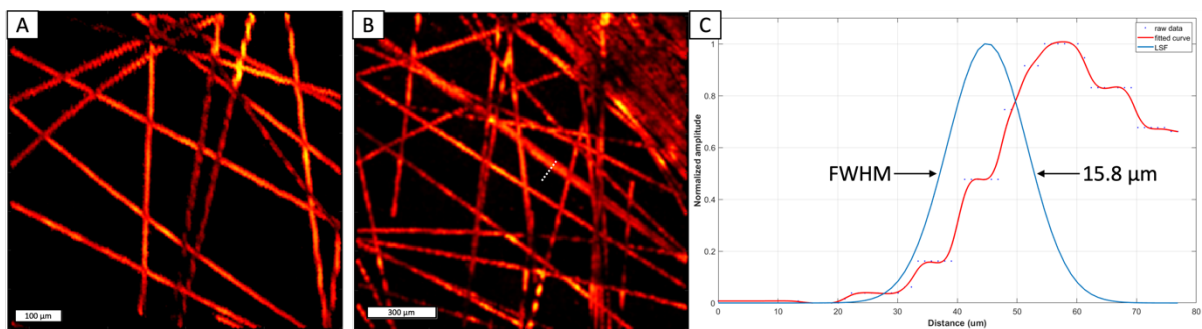 A
100 µm
B
300 µm
C
raw data
fitted curve
LSF
FWHM
15.8 µm
Normalized amplitude
1
0.8
0.6
0.4
0.2
0
0 10 20 30 40 50 60 70 80
Distance (um)